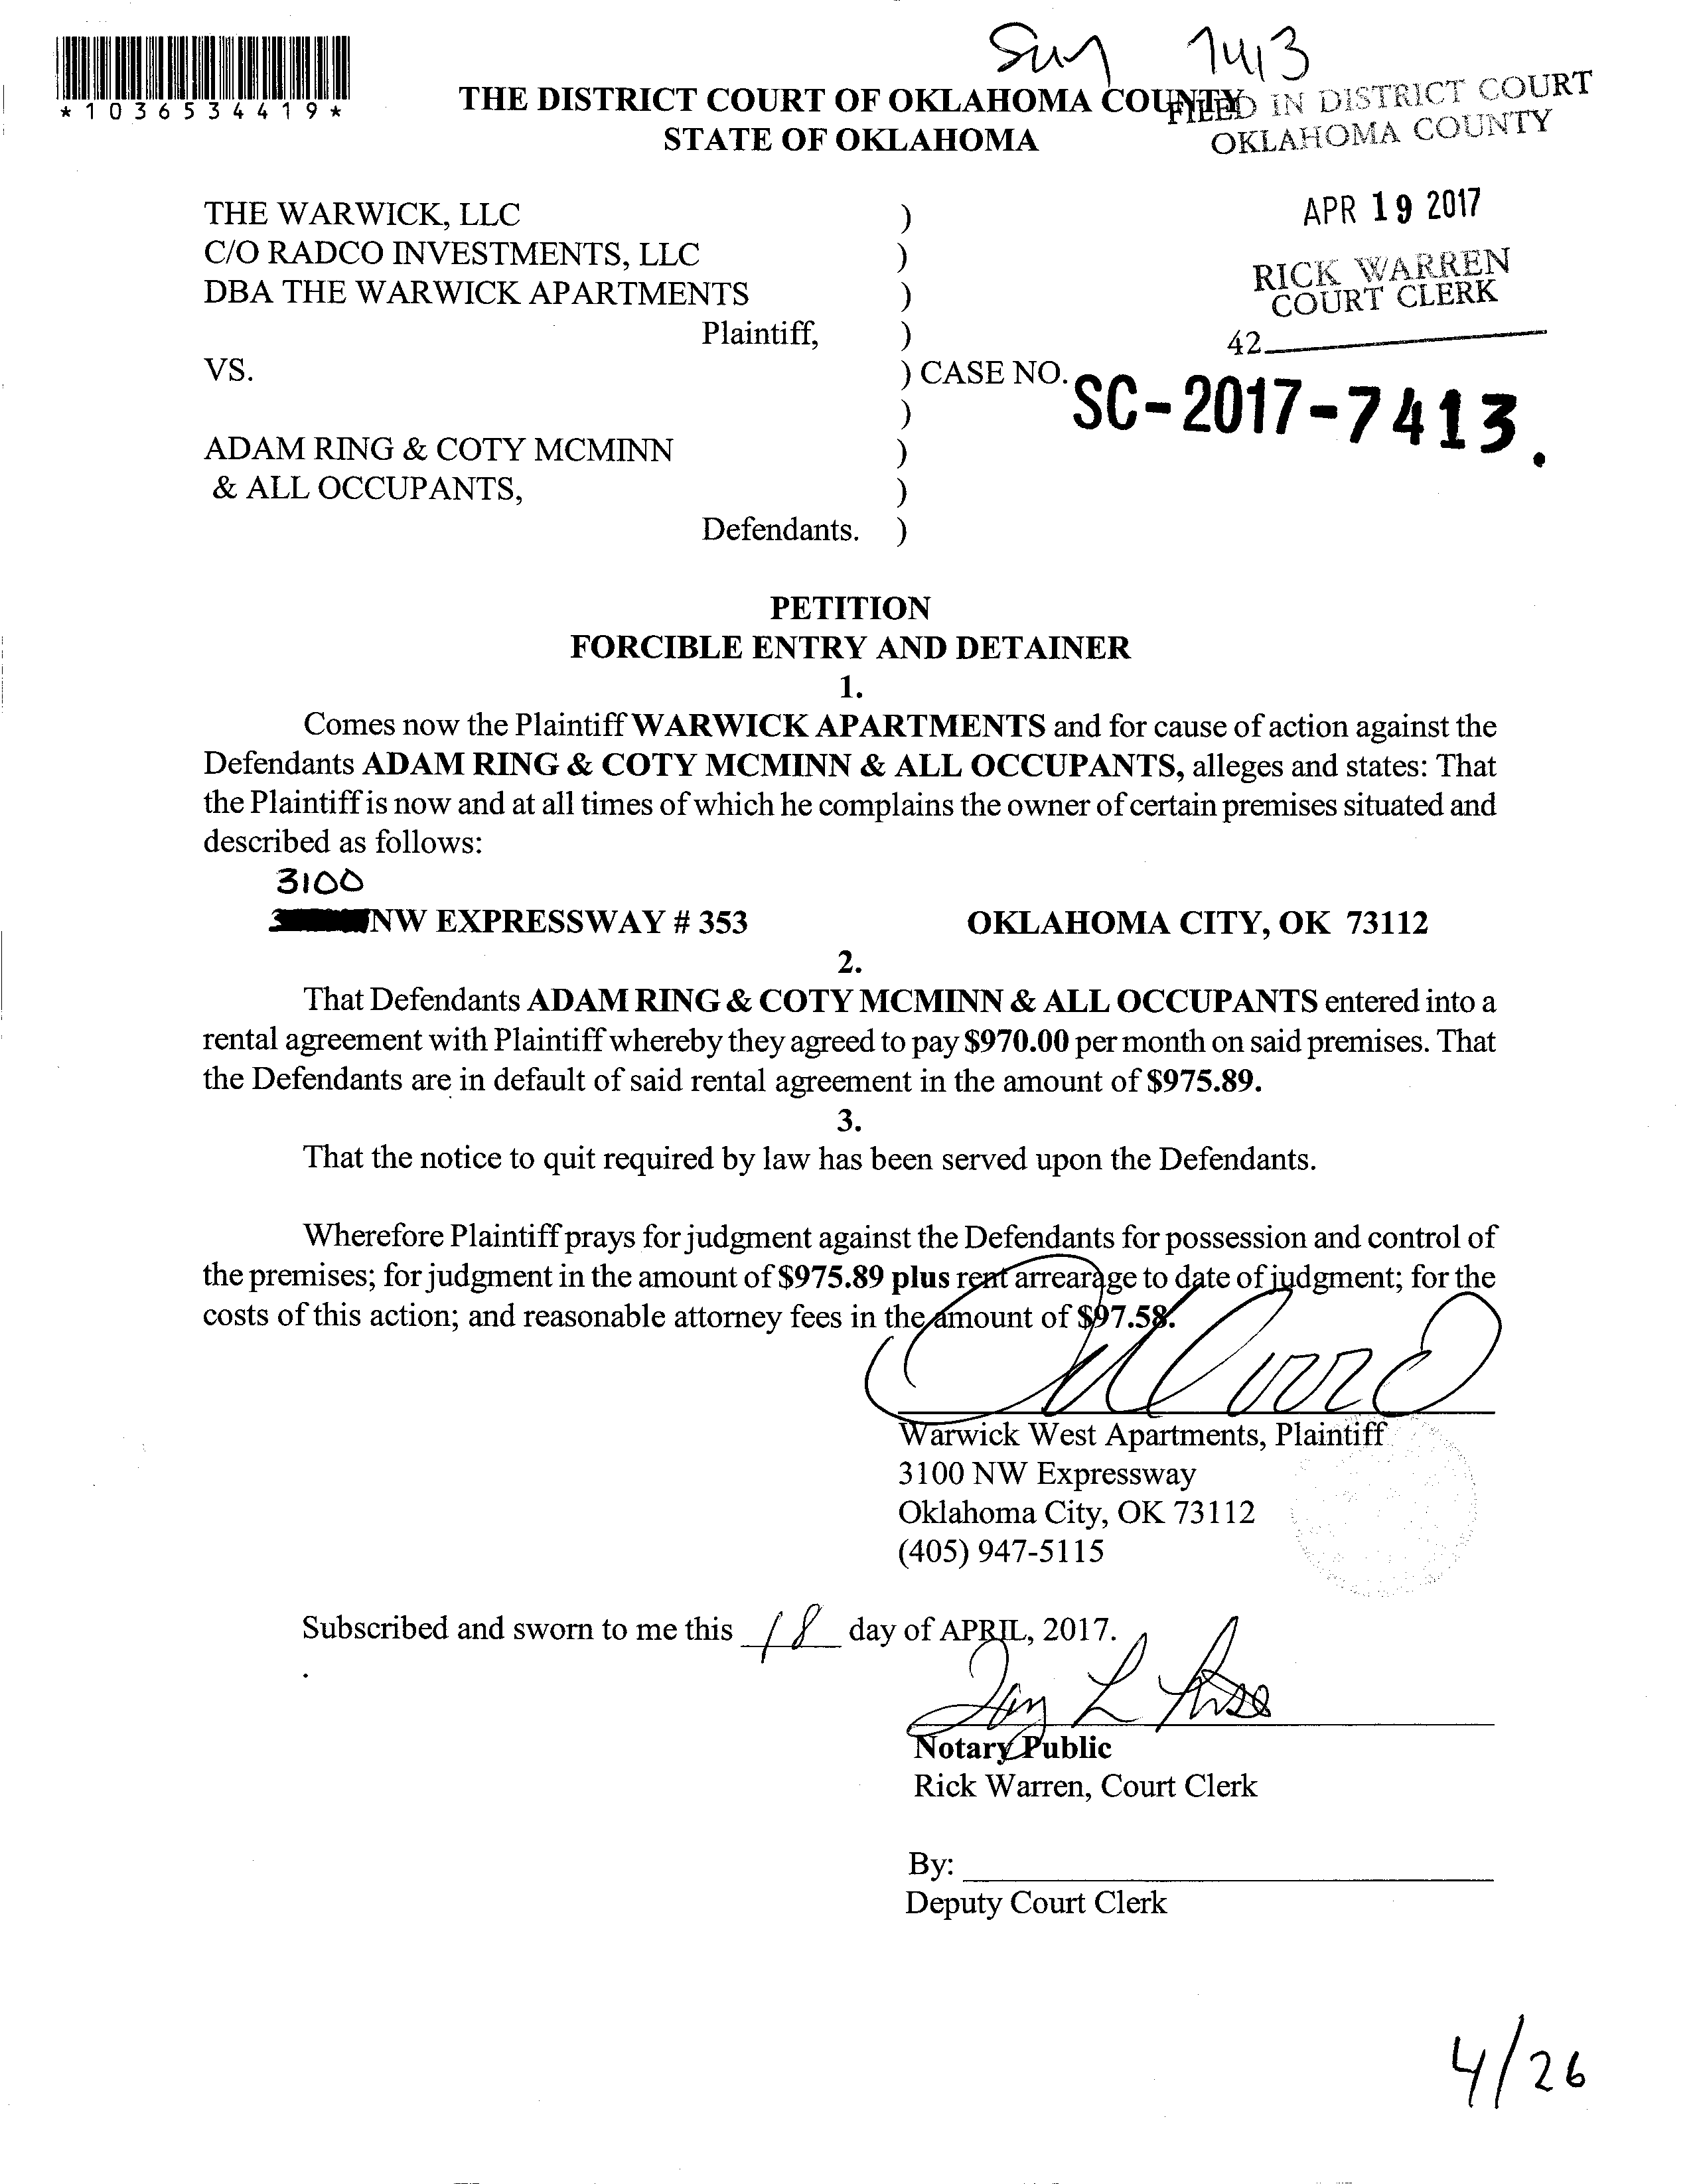 7413
*1036534419*
THE DISTRICT COURT OF OKLAHOMA COUNTY
STATE OF OKLAHOMA
FILED IN DISTRICT COURT
OKLAHOMA COUNTY
APR 19 2017
RICK WARREN
COURT CLERK
42
THE WARWICK, LLC )
C/O RADCO INVESTMENTS, LLC )
DBA THE WARWICK APARTMENTS )
Plaintiff, )
VS. ) CASE NO. SC-2017-7413.
)
ADAM RING & COTY MCMINN )
& ALL OCCUPANTS, )
Defendants. )
PETITION
FORCIBLE ENTRY AND DETAINER
1.
Comes now the Plaintiff WARWICK APARTMENTS and for cause of action against the
Defendants ADAM RING & COTY MCMINN & ALL OCCUPANTS, alleges and states: That
the Plaintiff is now and at all times of which he complains the owner of certain premises situated and
described as follows:
3100
NW EXPRESSWAY # 353 OKLAHOMA CITY, OK 73112
2.
That Defendants ADAM RING & COTY MCMINN & ALL OCCUPANTS entered into a
rental agreement with Plaintiff whereby they agreed to pay $970.00 per month on said premises. That
the Defendants are in default of said rental agreement in the amount of $975.89.
3.
That the notice to quit required by law has been served upon the Defendants.
Wherefore Plaintiff prays for judgment against the Defendants for possession and control of
the premises; for judgment in the amount of $975.89 plus rent arrearage to date of judgment; for the
costs of this action; and reasonable attorney fees in the amount of $97.58.
Warwick West Apartments, Plaintiff
3100 NW Expressway
Oklahoma City, OK 73112
(405) 947-5115
Subscribed and sworn to me this 18 day of APRIL, 2017.
Notary Public
Rick Warren, Court Clerk
By:
Deputy Court Clerk
4/26